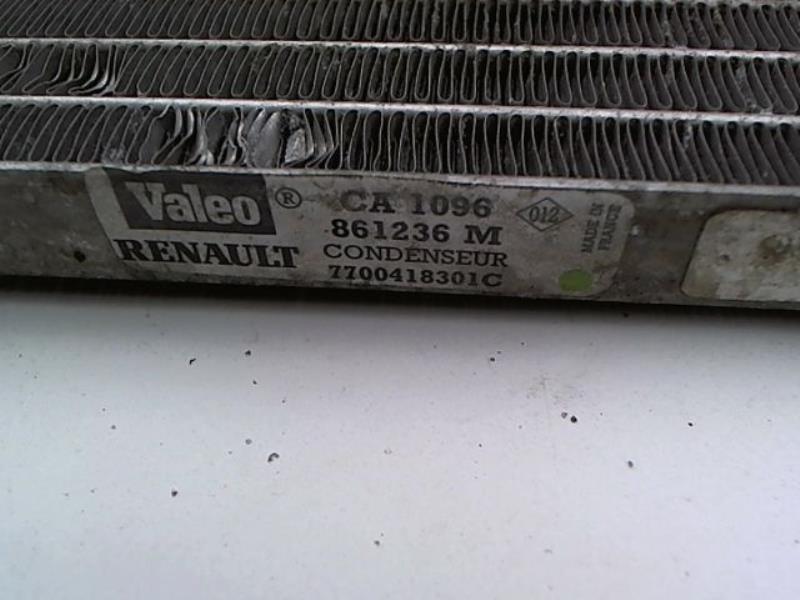 Valeo ®
RENAULT
CA 1096
861236 M
CONDENSEUR
7700418301C
012
MADE IN
FRANCE